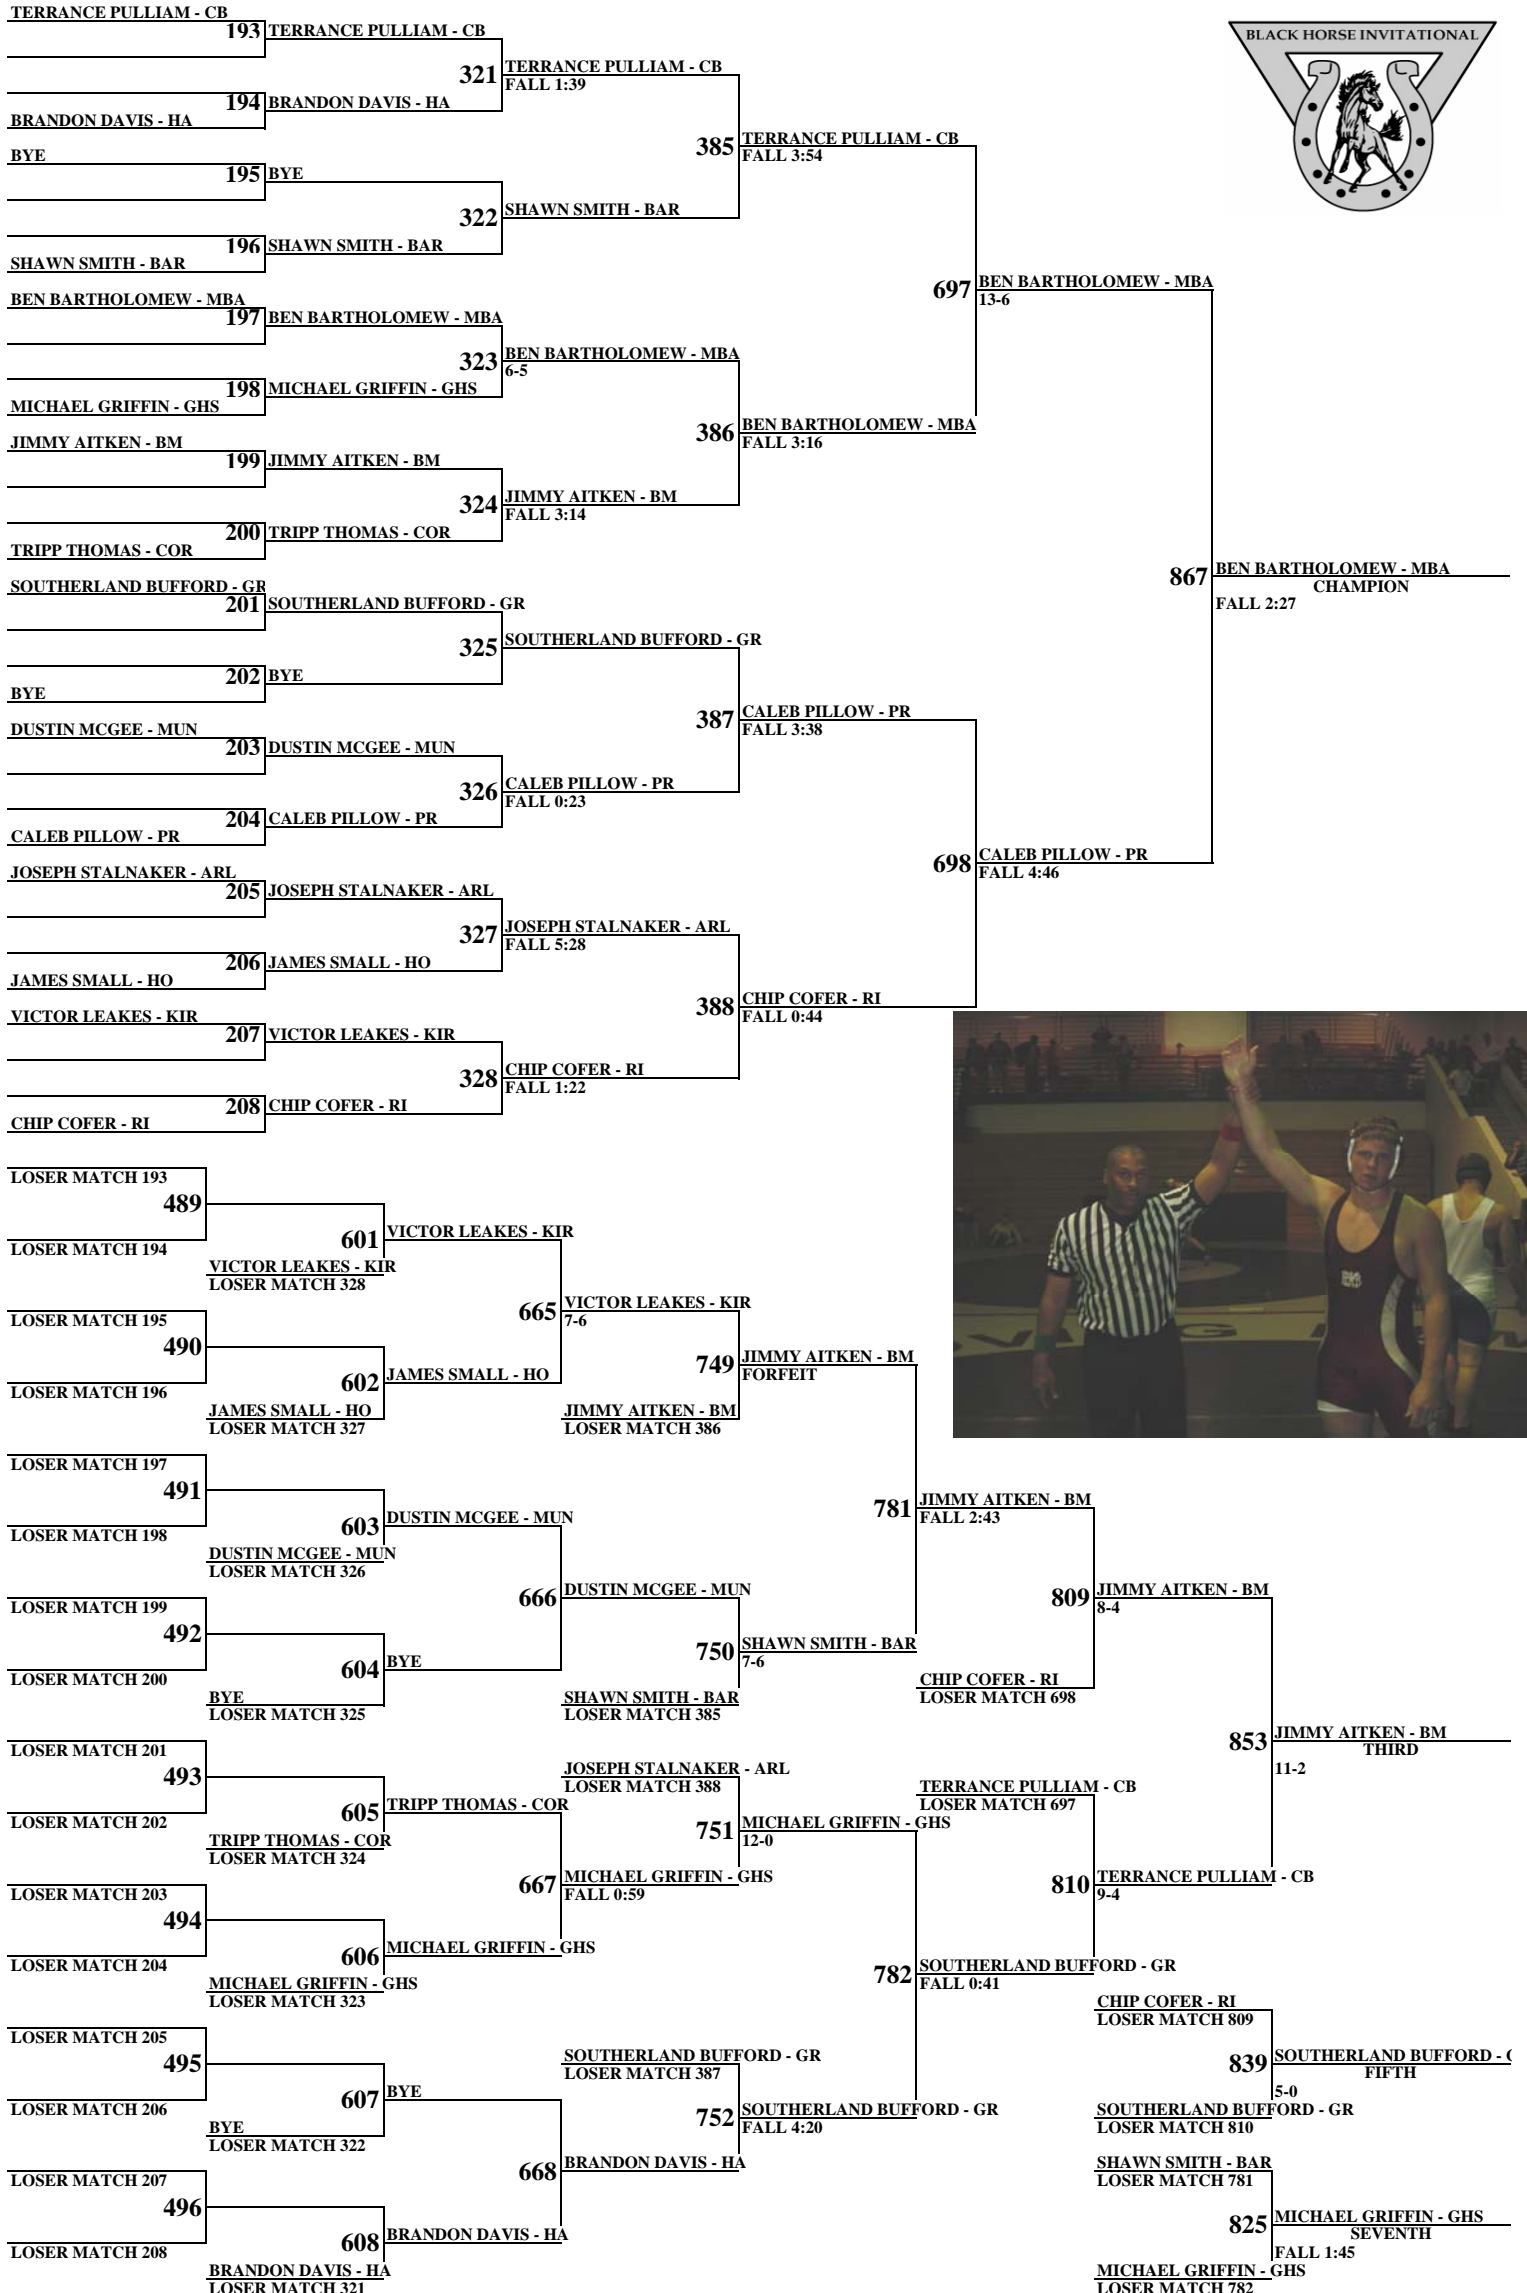 BLACK HORSE INVITATIONAL
TERRANCE PULLIAM - CB
193
BRANDON DAVIS - HA
194
BYE
195
SHAWN SMITH - BAR
196
BEN BARTHOLOMEW - MBA
197
MICHAEL GRIFFIN - GHS
198
JIMMY AITKEN - BM
199
TRIPP THOMAS - COR
200
SOUTHERLAND BUFFORD - GR
201
BYE
202
DUSTIN MCGEE - MUN
203
CALEB PILLOW - PR
204
JOSEPH STALNAKER - ARL
205
JAMES SMALL - HO
206
VICTOR LEAKES - KIR
207
CHIP COFER - RI
208
TERRANCE PULLIAM - CB
321
BRANDON DAVIS - HA
BYE
322
SHAWN SMITH - BAR
BEN BARTHOLOMEW - MBA
323
MICHAEL GRIFFIN - GHS
JIMMY AITKEN - BM
324
TRIPP THOMAS - COR
SOUTHERLAND BUFFORD - GR
325
BYE
DUSTIN MCGEE - MUN
326
CALEB PILLOW - PR
JOSEPH STALNAKER - ARL
327
JAMES SMALL - HO
VICTOR LEAKES - KIR
328
CHIP COFER - RI
TERRANCE PULLIAM - CB
FALL 1:39
385
SHAWN SMITH - BAR
BEN BARTHOLOMEW - MBA
6-5
386
JIMMY AITKEN - BM
FALL 3:14
SOUTHERLAND BUFFORD - GR
387
CALEB PILLOW - PR
FALL 0:23
JOSEPH STALNAKER - ARL
FALL 5:28
388
CHIP COFER - RI
FALL 1:22
TERRANCE PULLIAM - CB
FALL 3:54
697
BEN BARTHOLOMEW - MBA
FALL 3:16
CALEB PILLOW - PR
FALL 3:38
698
CHIP COFER - RI
FALL 0:44
BEN BARTHOLOMEW - MBA
13-6
867
CALEB PILLOW - PR
FALL 4:46
BEN BARTHOLOMEW - MBA
CHAMPION
FALL 2:27
LOSER MATCH 193
489
LOSER MATCH 194
LOSER MATCH 195
490
LOSER MATCH 196
LOSER MATCH 197
491
LOSER MATCH 198
LOSER MATCH 199
492
LOSER MATCH 200
LOSER MATCH 201
493
LOSER MATCH 202
LOSER MATCH 203
494
LOSER MATCH 204
LOSER MATCH 205
495
LOSER MATCH 206
LOSER MATCH 207
496
LOSER MATCH 208
601
VICTOR LEAKES - KIR
LOSER MATCH 328
602
JAMES SMALL - HO
LOSER MATCH 327
603
DUSTIN MCGEE - MUN
LOSER MATCH 326
604
BYE
LOSER MATCH 325
605
TRIPP THOMAS - COR
LOSER MATCH 324
606
MICHAEL GRIFFIN - GHS
LOSER MATCH 323
607
BYE
LOSER MATCH 322
608
BRANDON DAVIS - HA
LOSER MATCH 321
VICTOR LEAKES - KIR
665
JAMES SMALL - HO
DUSTIN MCGEE - MUN
666
BYE
TRIPP THOMAS - COR
667
MICHAEL GRIFFIN - GHS
BYE
668
BRANDON DAVIS - HA
VICTOR LEAKES - KIR
7-6
749
JIMMY AITKEN - BM
LOSER MATCH 386
DUSTIN MCGEE - MUN
750
SHAWN SMITH - BAR
LOSER MATCH 385
JOSEPH STALNAKER - ARL
LOSER MATCH 388
751
MICHAEL GRIFFIN - GHS
FALL 0:59
SOUTHERLAND BUFFORD - GR
LOSER MATCH 387
752
BRANDON DAVIS - HA
JIMMY AITKEN - BM
FORFEIT
781
SHAWN SMITH - BAR
7-6
MICHAEL GRIFFIN - GHS
12-0
782
SOUTHERLAND BUFFORD - GR
FALL 4:20
JIMMY AITKEN - BM
FALL 2:43
809
CHIP COFER - RI
LOSER MATCH 698
TERRANCE PULLIAM - CB
LOSER MATCH 697
810
SOUTHERLAND BUFFORD - GR
FALL 0:41
JIMMY AITKEN - BM
8-4
853
TERRANCE PULLIAM - CB
9-4
JIMMY AITKEN - BM
THIRD
11-2
CHIP COFER - RI
LOSER MATCH 809
839
SOUTHERLAND BUFFORD - GR
LOSER MATCH 810
SOUTHERLAND BUFFORD - (
FIFTH
5-0
SHAWN SMITH - BAR
LOSER MATCH 781
825
MICHAEL GRIFFIN - GHS
LOSER MATCH 782
MICHAEL GRIFFIN - GHS
SEVENTH
FALL 1:45